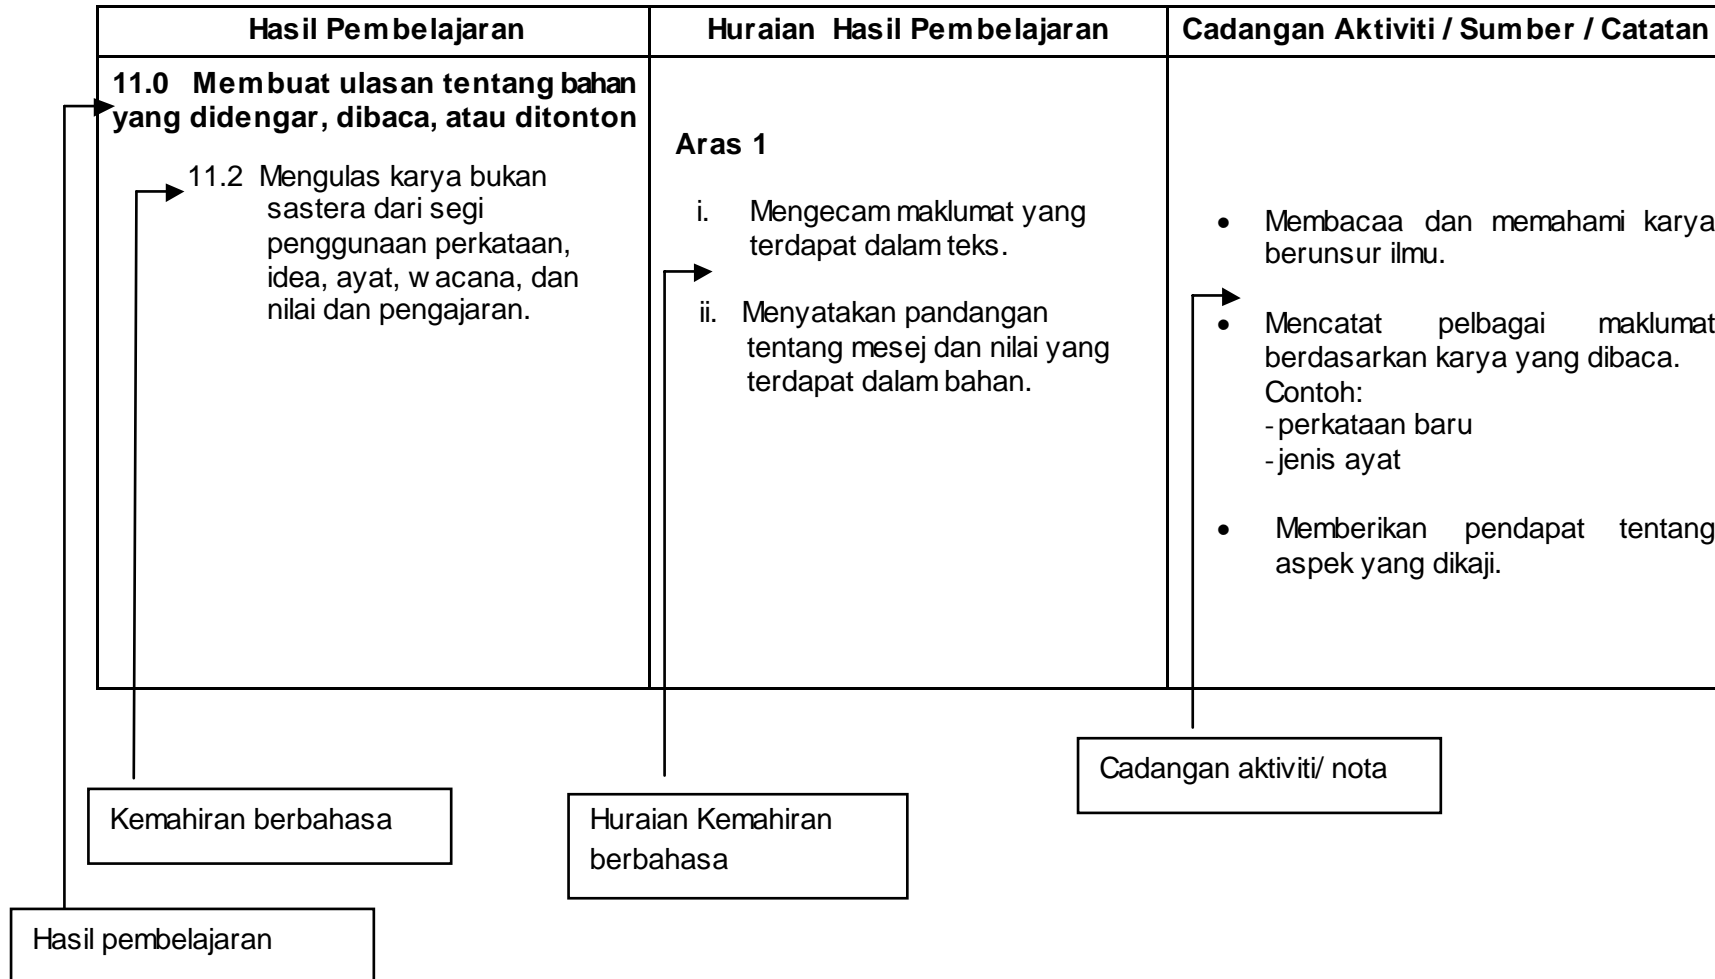 Hasil Pembelajaran
Huraian Hasil Pembelajaran
Cadangan Aktiviti / Sumber / Catatan
11.0 Membuat ulasan tentang bahan
yang didengar, dibaca, atau ditonton
11.2 Mengulas karya bukan
sastera dari segi
penggunaan perkataan,
idea, ayat, wacana, dan
nilai dan pengajaran.
Aras 1
i. Mengecam maklumat yang
terdapat dalam teks.
ii. Menyatakan pandangan
tentang mesej dan nilai yang
terdapat dalam bahan.
• Membacaa dan memahami karya
berunsur ilmu.
• Mencatat pelbagai maklumat
berdasarkan karya yang dibaca.
Contoh:
-perkataan baru
-jenis ayat
• Memberikan pendapat tentang
aspek yang dikaji.
Cadangan aktiviti/ nota
Kemahiran berbahasa
Huraian Kemahiran
berbahasa
Hasil pembelajaran